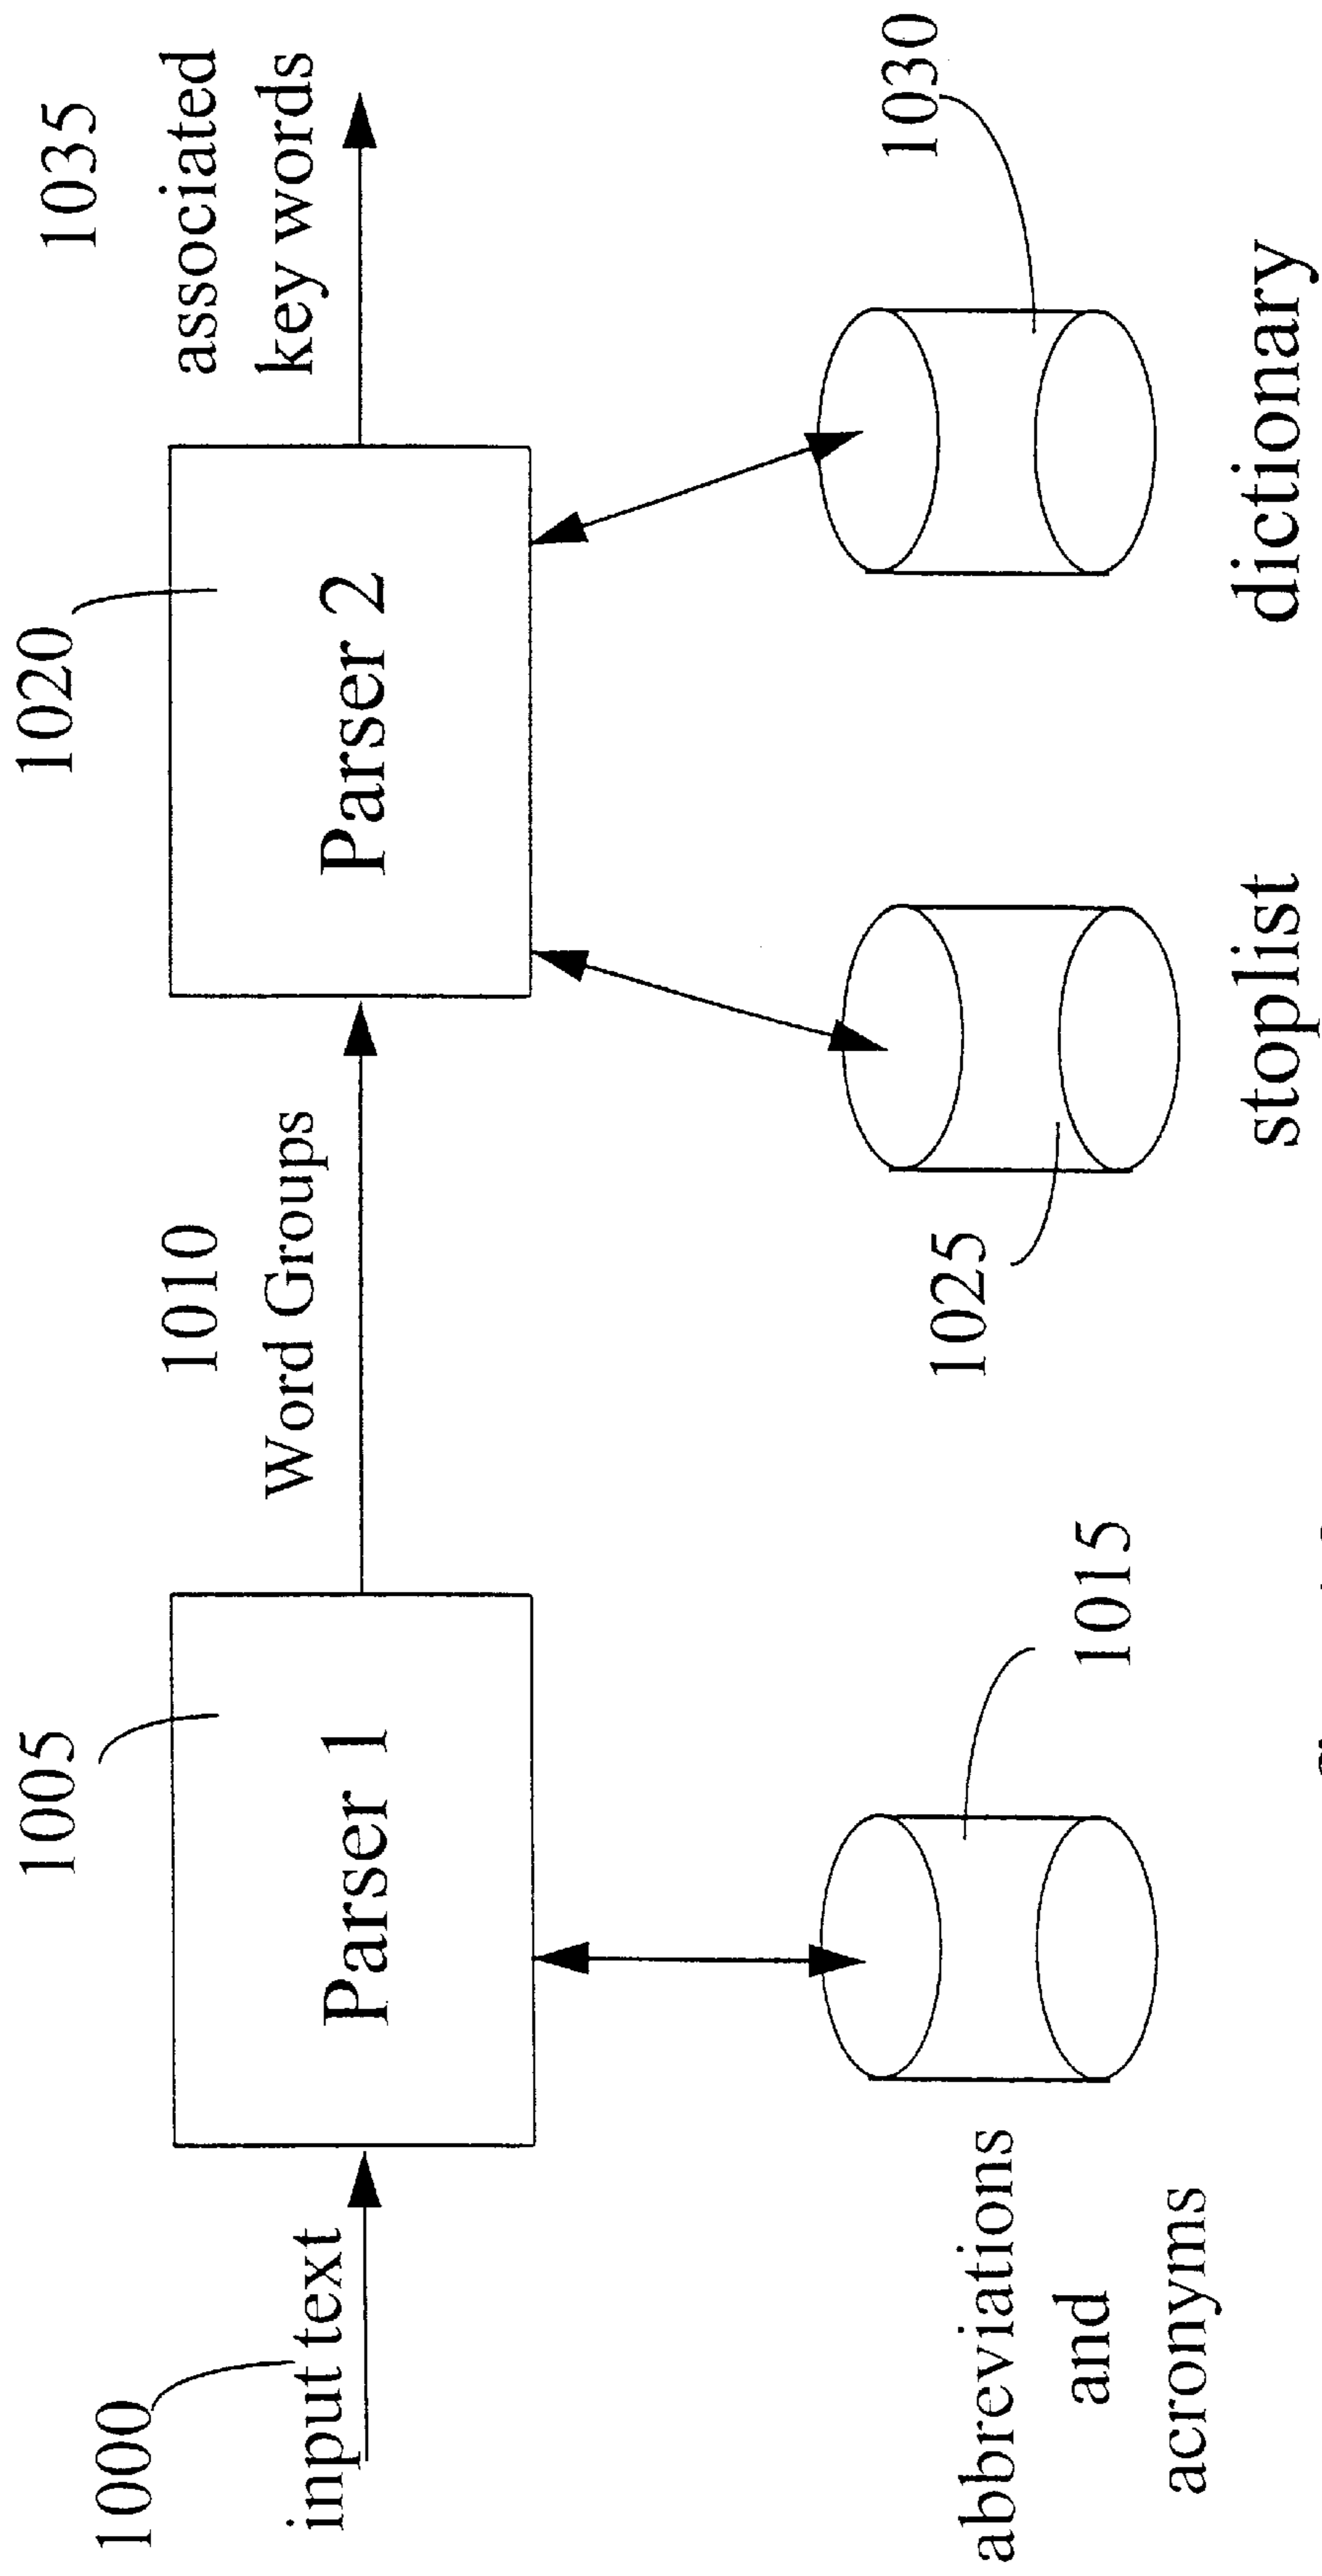 1000
input text
1005
Parser 1
abbreviations
and
acronyms
1015
1010
Word Groups
1020
Parser 2
1025
stoplist
1030
dictionary
1035
associated
key words